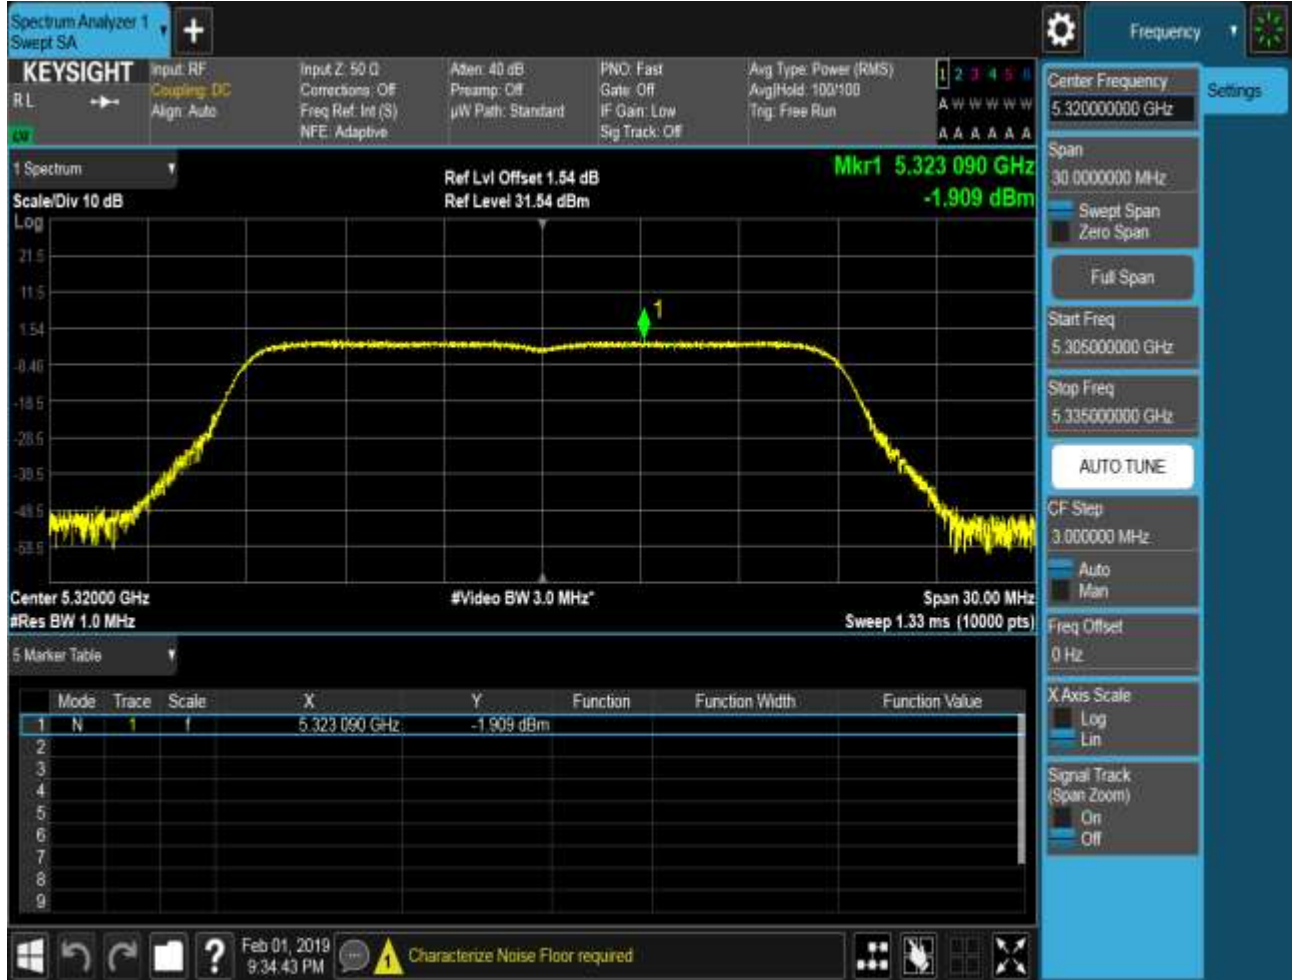 Spectrum Analyzer 1
Swept SA
Frequency
KEYSIGHT
RL
Input: RF
Coupling: DC
Align: Auto
Input Z: 50 Ω
Corrections: Off
Freq Ref: Int (S)
NFE: Adaptive
Atten: 40 dB
Preamp: Off
µW Path: Standard
PNO: Fast
Gate: Off
IF Gain: Low
Sig Track: Off
Avg Type: Power (RMS)
Avg|Hold: 100/100
Trig: Free Run
1 2 3 4 5 6
A W W W W W
A A A A A A
1 Spectrum
Scale/Div 10 dB
Ref Lvl Offset 1.54 dB
Ref Level 31.54 dBm
Mkr1 5.323 090 GHz
-1.909 dBm
Log
21.5
11.5
1.54
-8.46
-18.5
-28.5
-38.5
-48.5
-58.5
1
Center 5.32000 GHz
#Video BW 3.0 MHz*
Span 30.00 MHz
#Res BW 1.0 MHz
Sweep 1.33 ms (10000 pts)
5 Marker Table
Mode Trace Scale X Y Function Function Width Function Value
1 N 1 f 5.323 090 GHz -1.909 dBm
2
3
4
5
6
7
8
9
Settings
Center Frequency
5.320000000 GHz
Span
30.0000000 MHz
Swept Span
Zero Span
Full Span
Start Freq
5.305000000 GHz
Stop Freq
5.335000000 GHz
AUTO TUNE
CF Step
3.000000 MHz
Auto
Man
Freq Offset
0 Hz
X Axis Scale
Log
Lin
Signal Track
(Span Zoom)
On
Off
?
Feb 01, 2019
9:34:43 PM
1
Characterize Noise Floor required